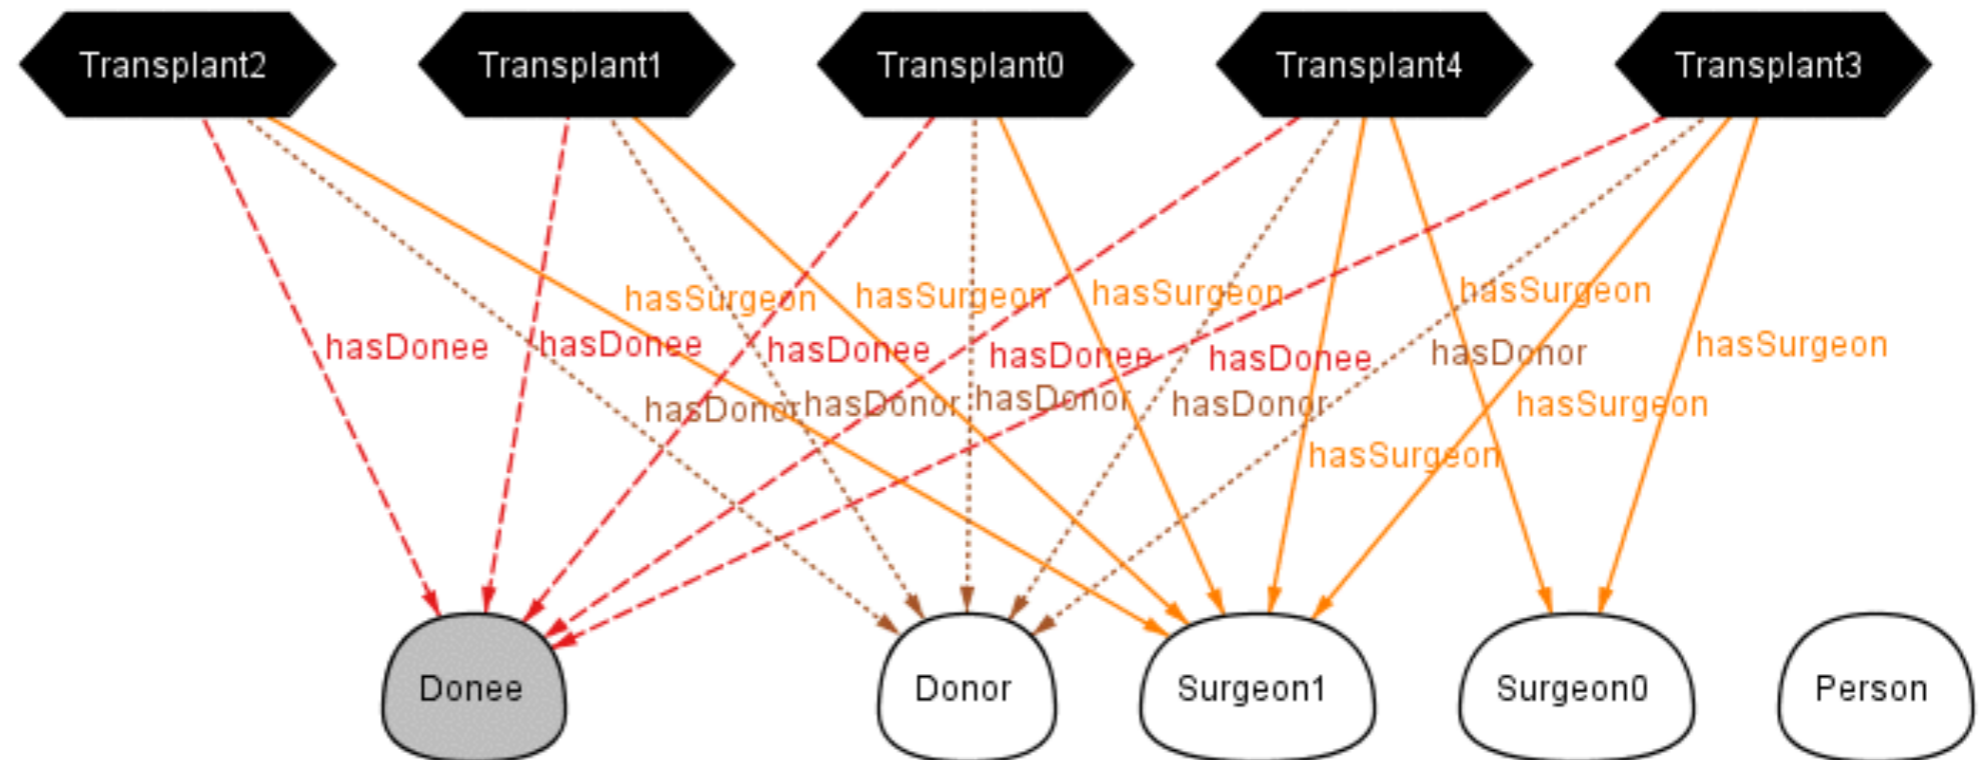 Transplant2 Transplant1 Transplant0 Transplant4 Transplant3
hasSurgeon hasSurgeon hasSurgeon hasSurgeon
hasDonee hasDonee hasDonee hasDonee hasDonee hasDonor hasSurgeon
hasDonor hasDonor hasDonor hasDonor hasSurgeon
hasSurgeon
Donee Donor Surgeon1 Surgeon0 Person